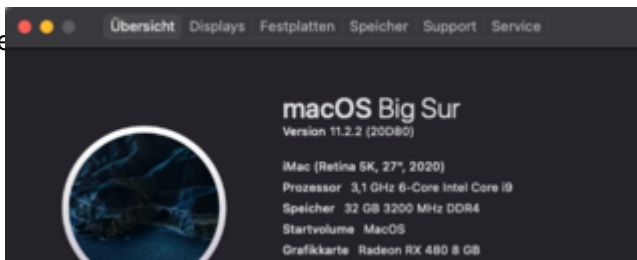 Übersicht Displays Festplatten Speicher Support Service
macOS Big Sur
Version 11.2.2 (20D80)
iMac (Retina 5K, 27", 2020)
Prozessor 3,1 GHz 6-Core Intel Core i9
Speicher 32 GB 3200 MHz DDR4
Startvolume MacOS
Grafikkarte Radeon RX 480 8 GB